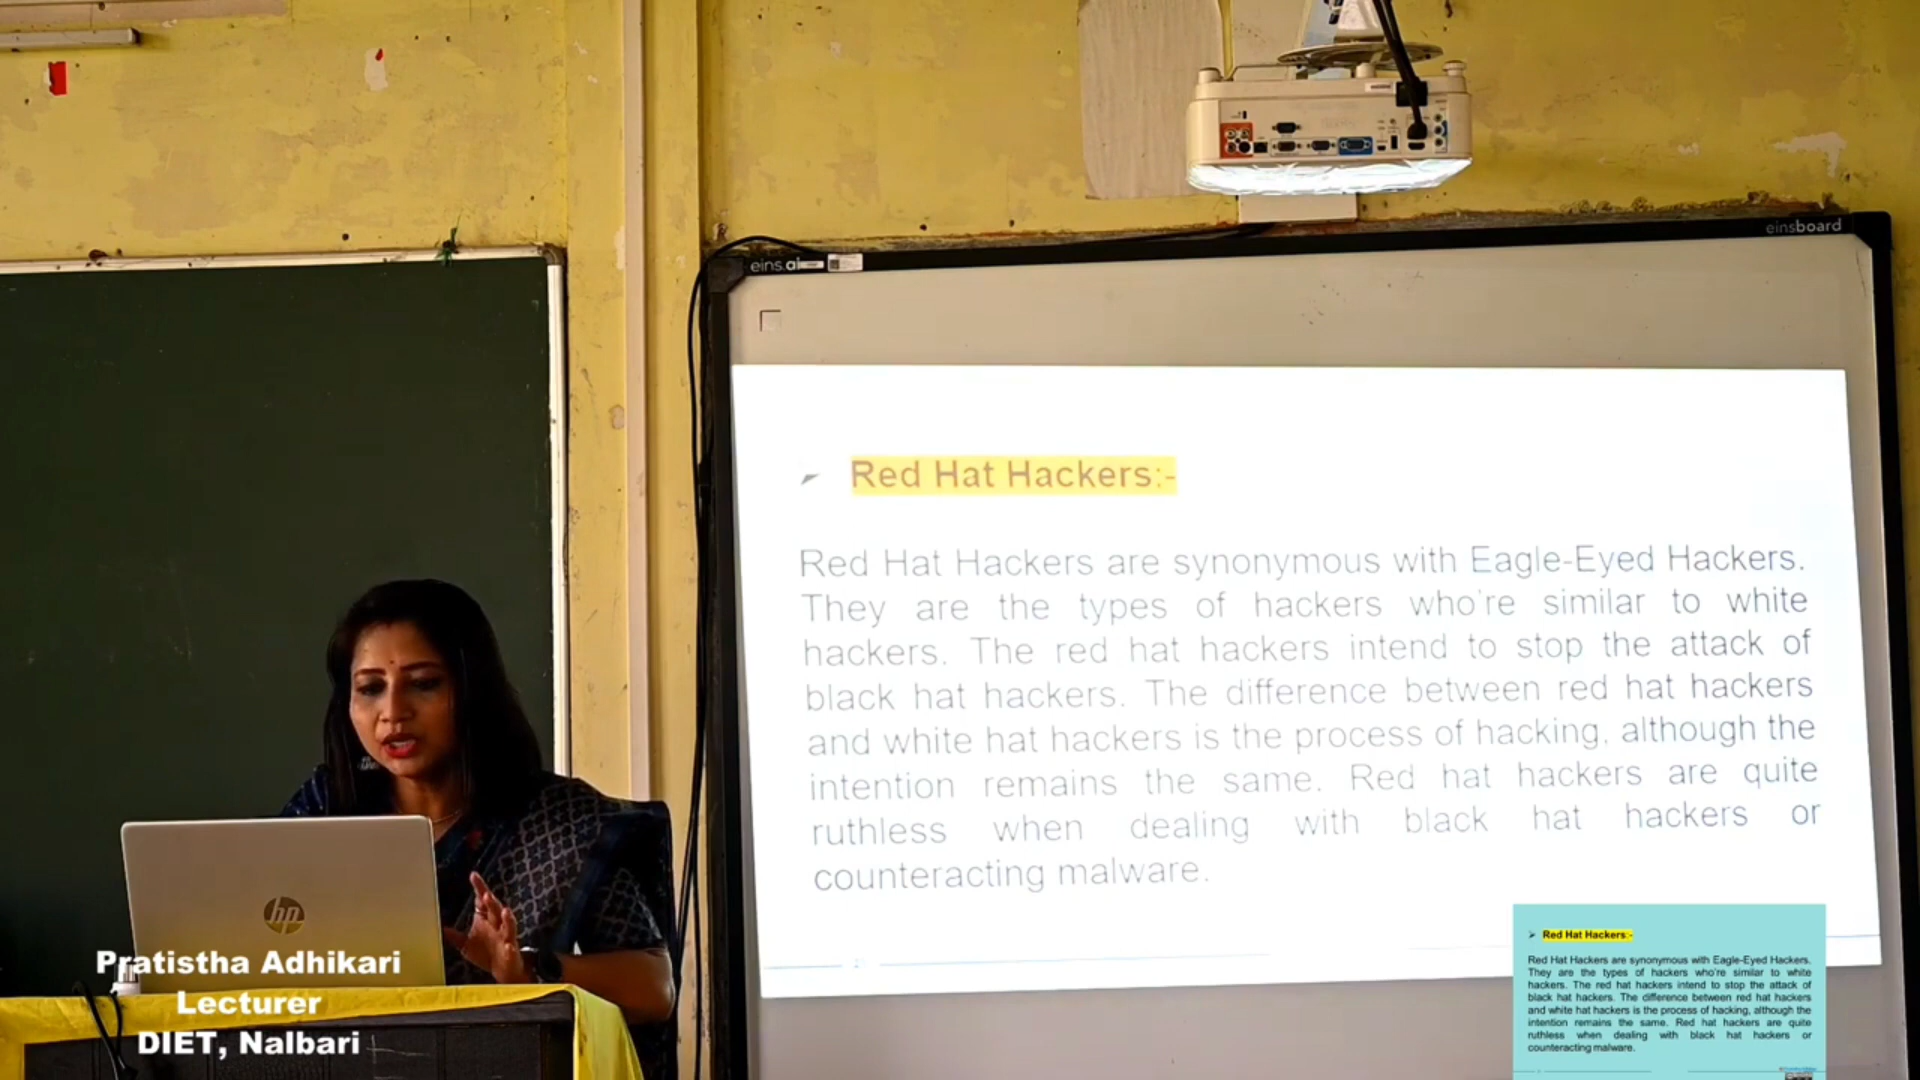 einsboard
eins.ai
Red Hat Hackers:-
Red Hat Hackers are synonymous with Eagle-Eyed Hackers.
They are the types of hackers who're similar to white
hackers. The red hat hackers intend to stop the attack of
black hat hackers. The difference between red hat hackers
and white hat hackers is the process of hacking, although the
intention remains the same. Red hat hackers are quite
ruthless when dealing with black hat hackers or
counteracting malware.
hp
Pratistha Adhikari
Lecturer
DIET, Nalbari
Red Hat Hackers:-
Red Hat Hackers are synonymous with Eagle-Eyed Hackers.
They are the types of hackers who're similar to white
hackers. The red hat hackers intend to stop the attack of
black hat hackers. The difference between red hat hackers
and white hat hackers is the process of hacking, although the
intention remains the same. Red hat hackers are quite
ruthless when dealing with black hat hackers or
counteracting malware.